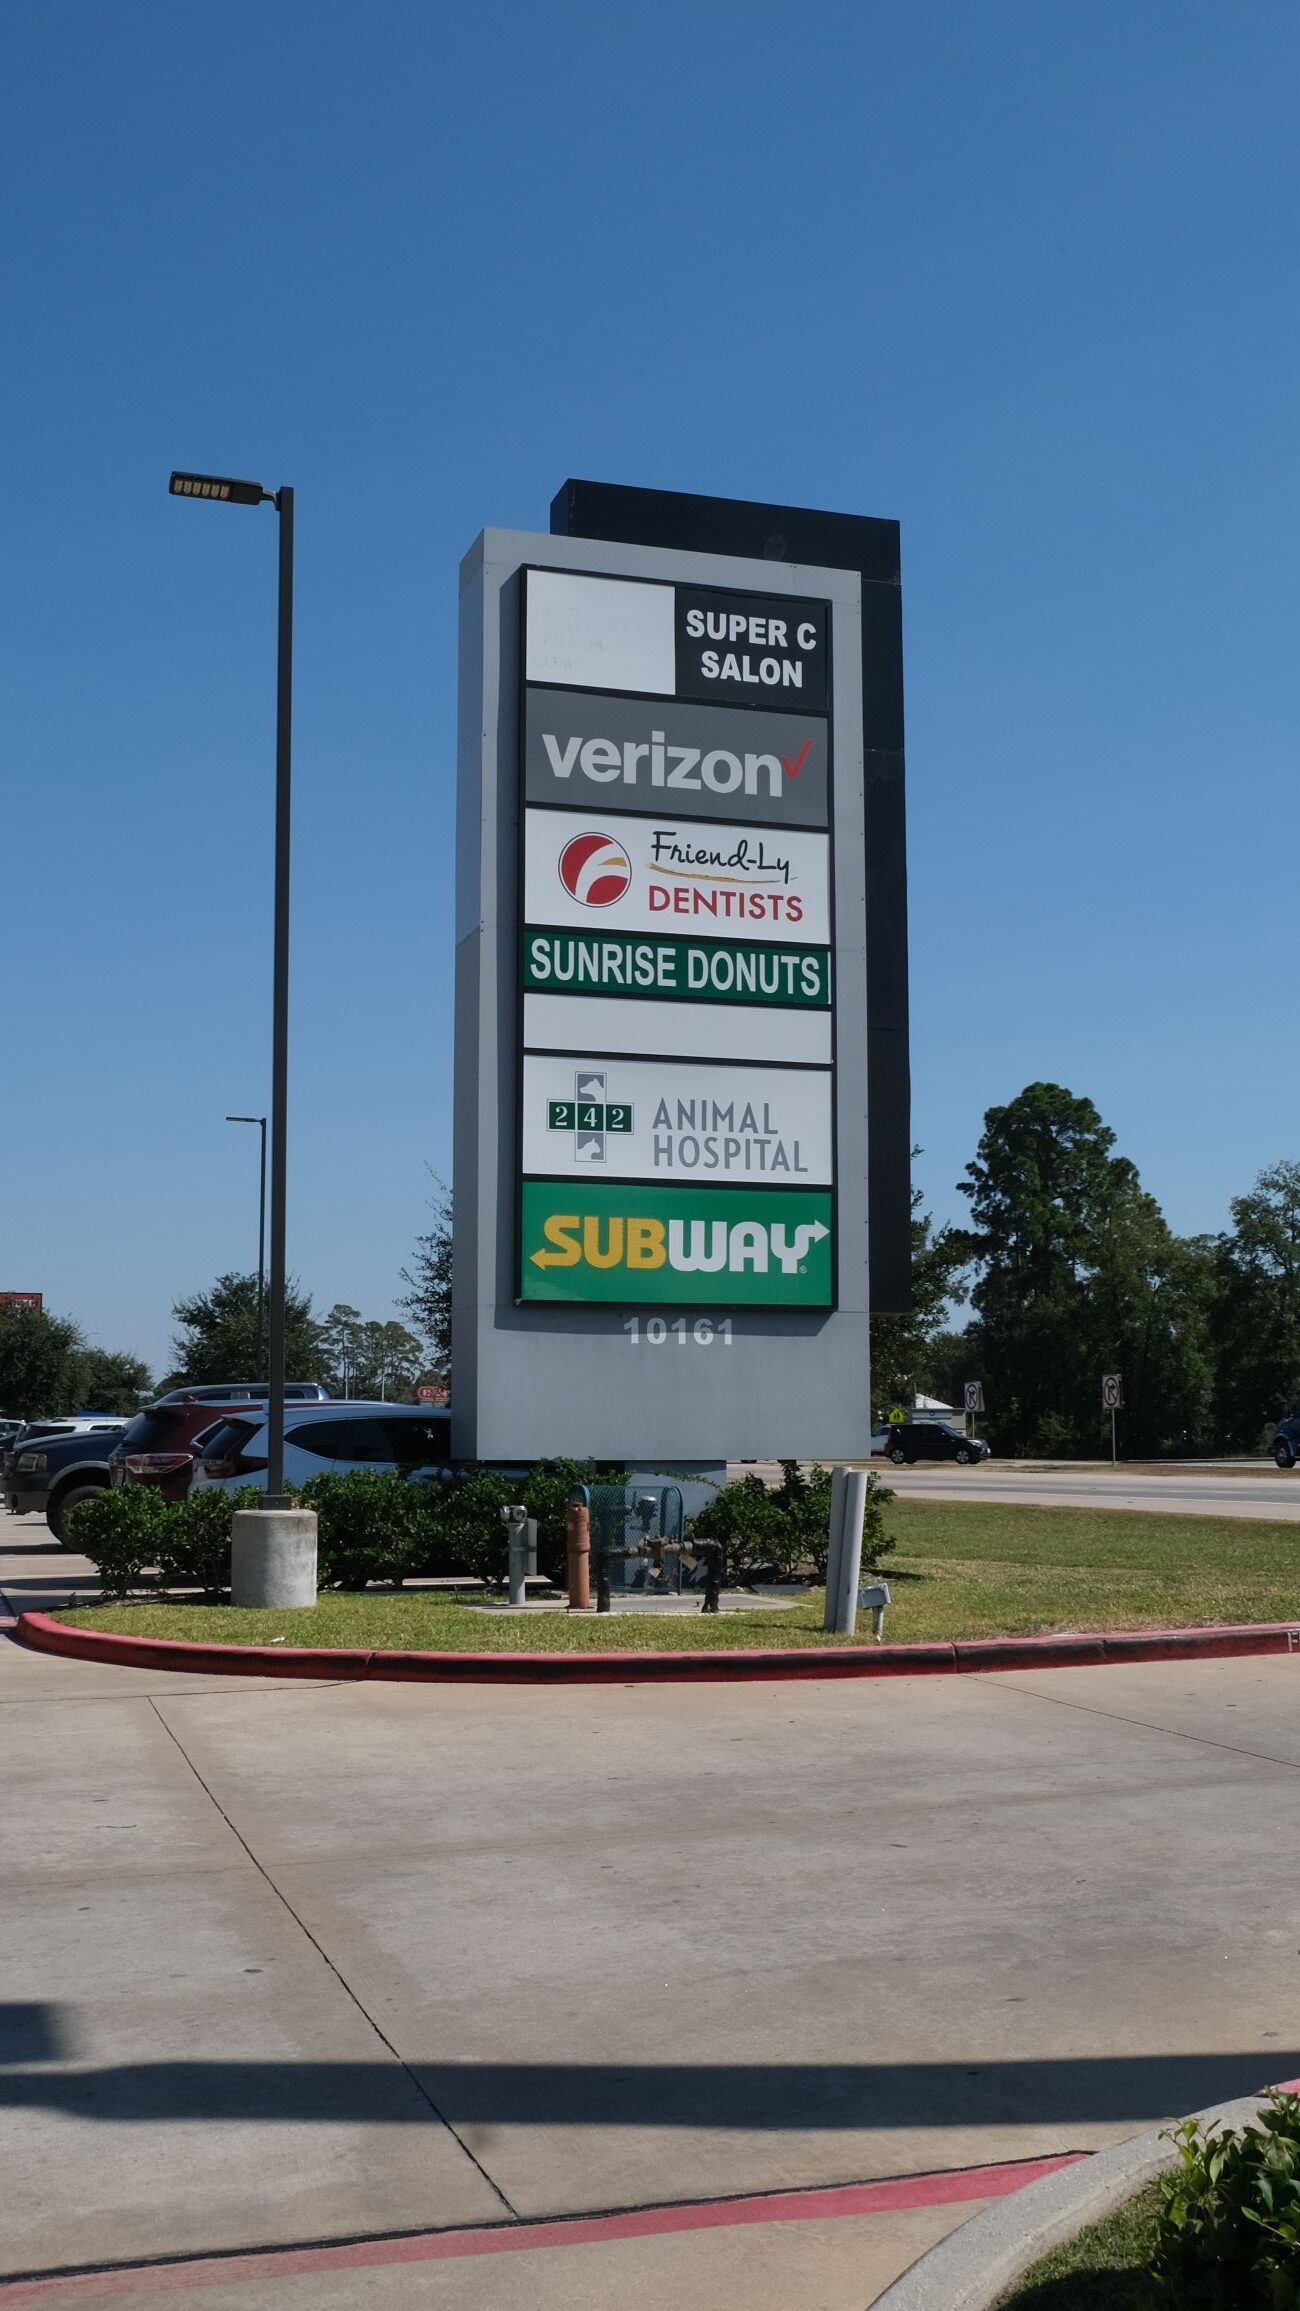 SUPER C
SALON
verizon
Friend-Ly
DENTISTS
SUNRISE DONUTS
242
ANIMAL
HOSPITAL
SUBWAY
10161